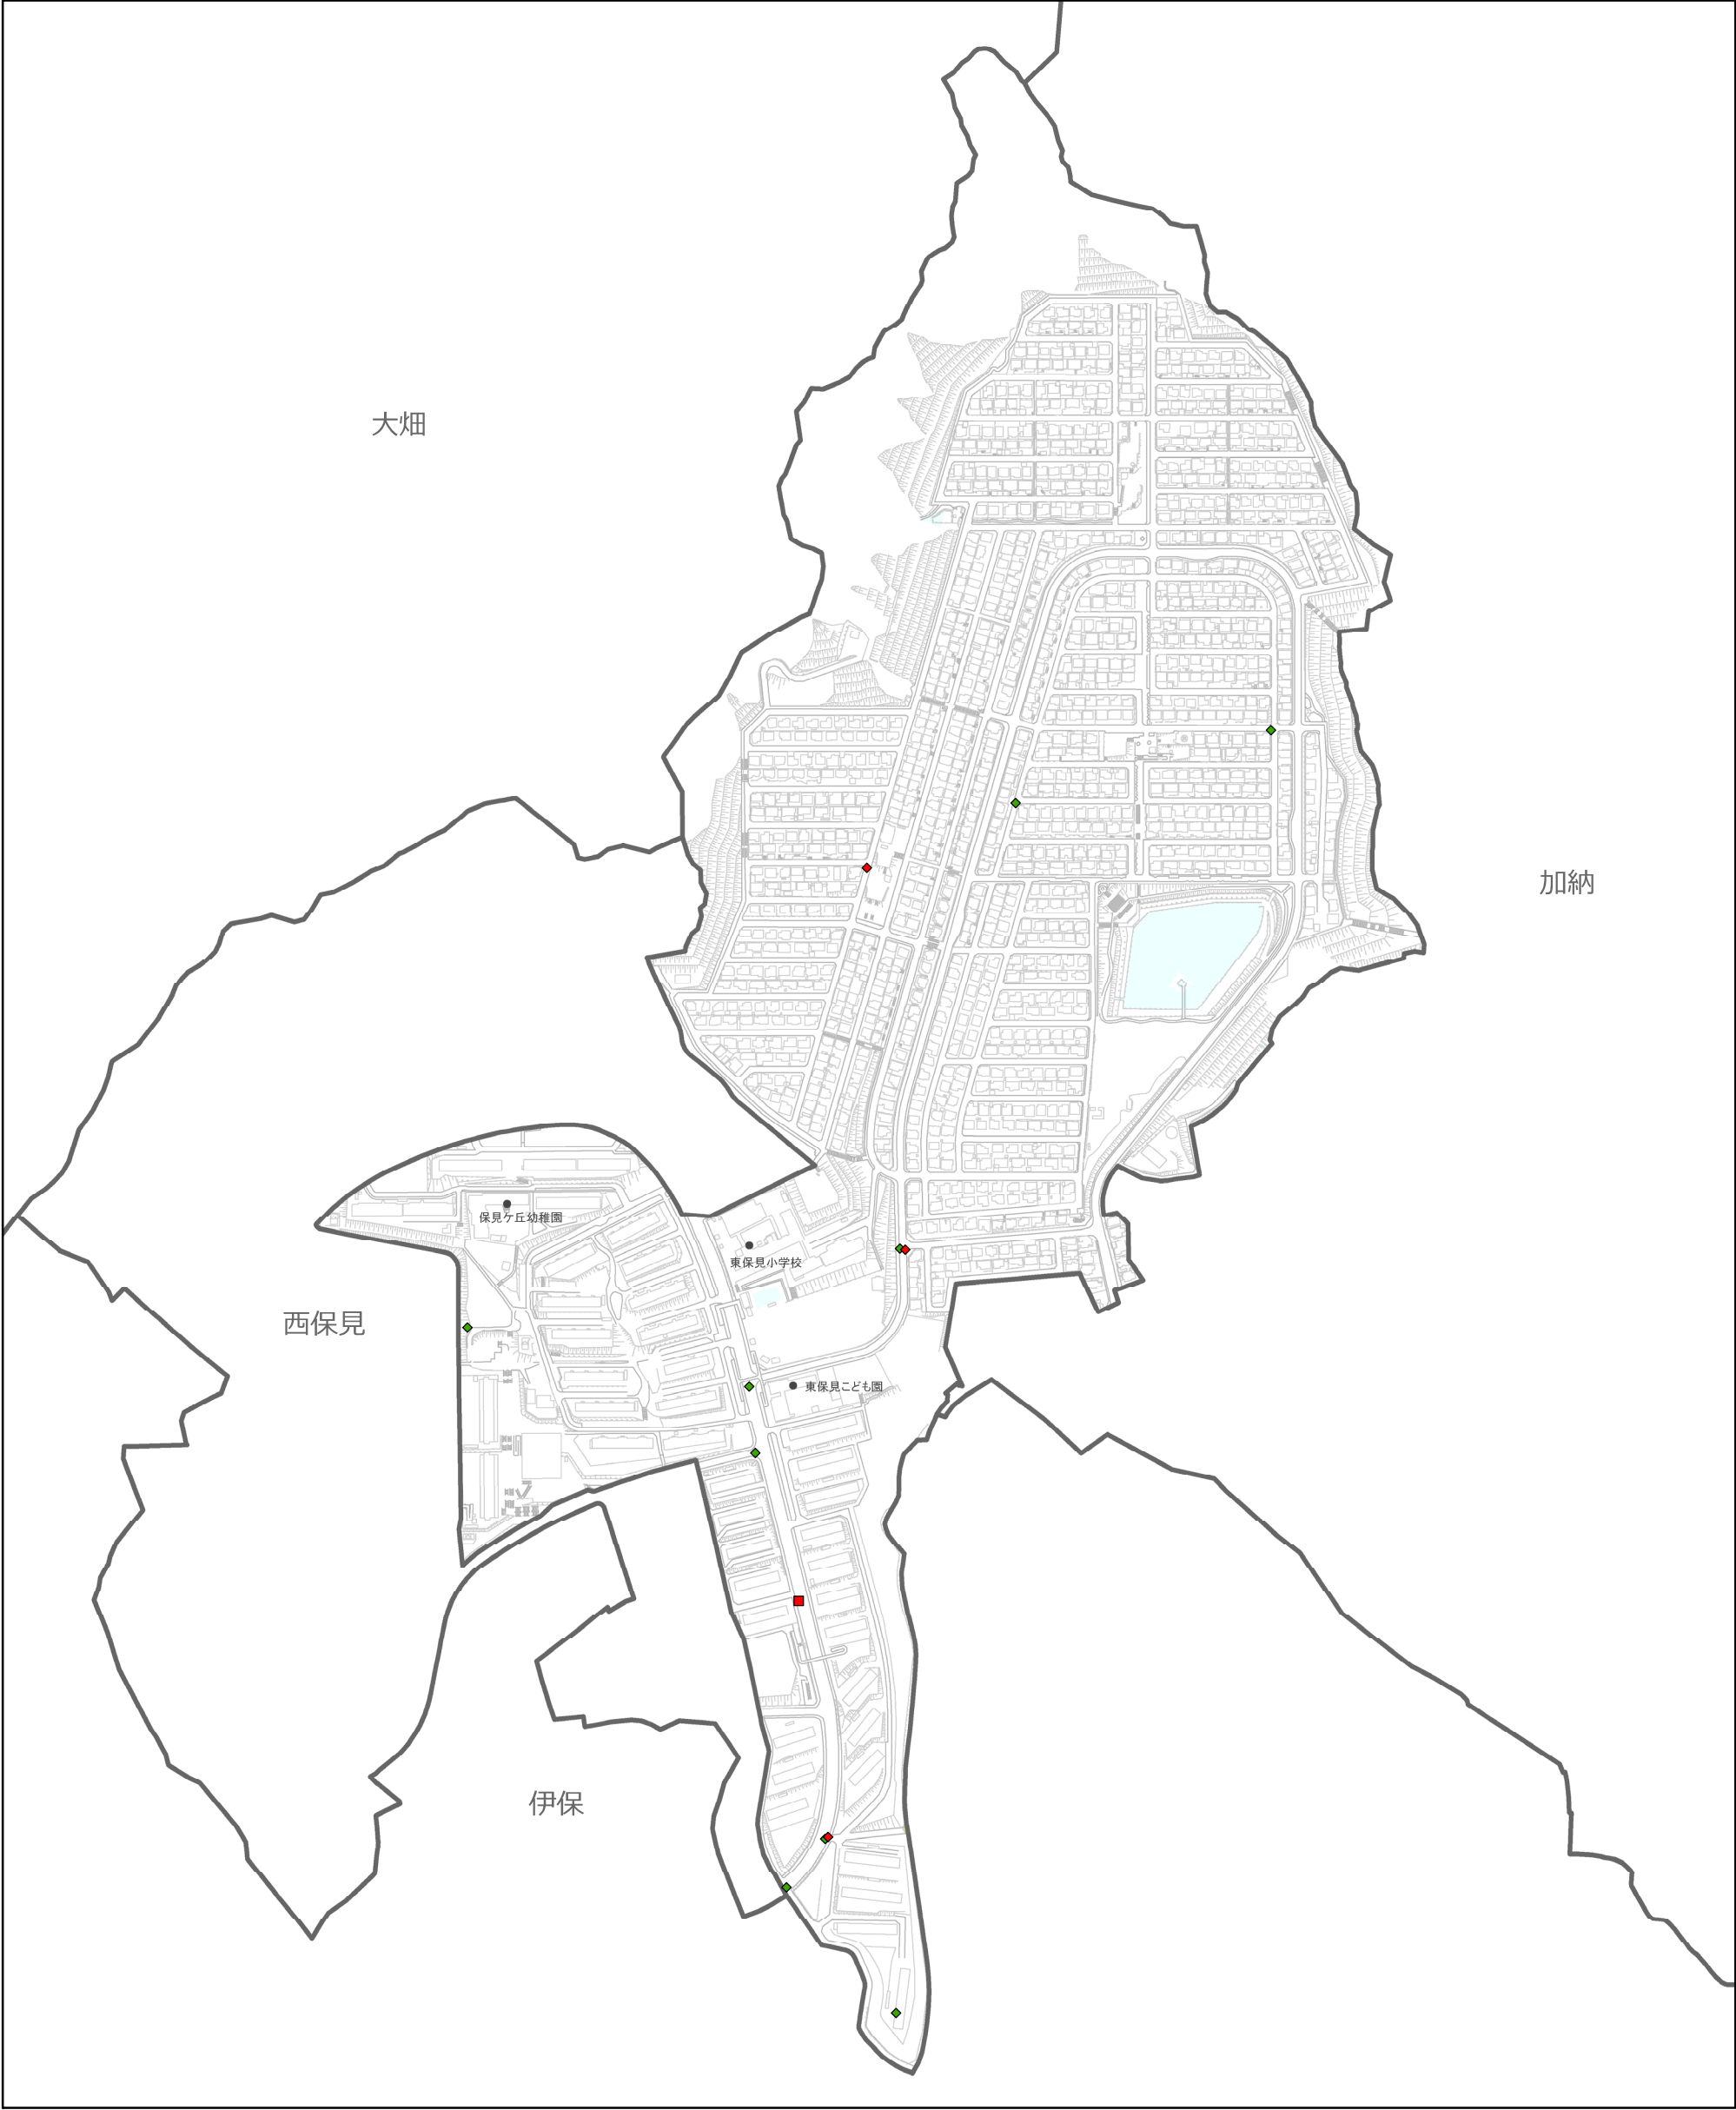 大畑
加納
保見ケ丘幼稚園
東保見小学校
西保見
東保見こども園
伊保